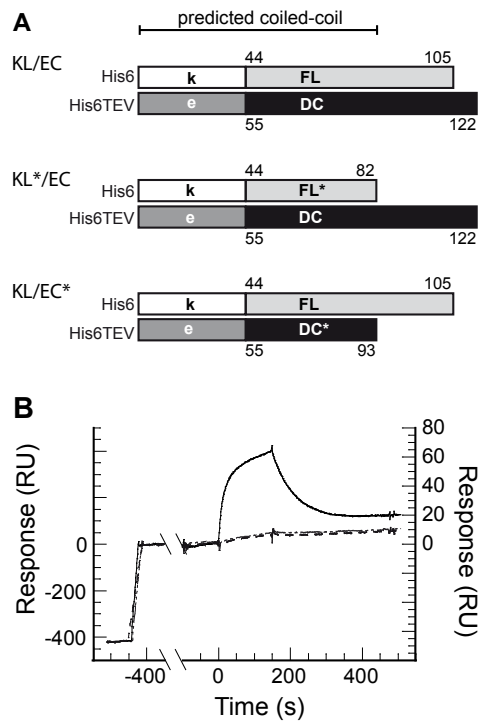 A
predicted coiled-coil
KL/EC
44 105
His6 k FL
His6TEV e DC
55 122
KL*/EC
44 82
His6 k FL*
His6TEV e DC
55 122
KL/EC*
44 105
His6 k FL
His6TEV e DC*
55 93
B
80
60
40
20
0 0
-200
-400
Response (RU)
Response (RU)
-400 0 200 400
Time (s)